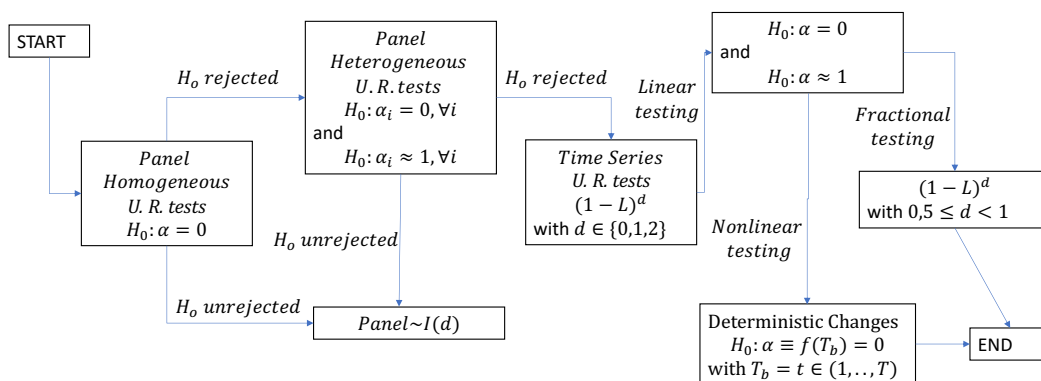 START
H₀ rejected
Panel
Homogeneous
U. R. tests
H₀: α = 0
H₀ unrejected
Panel
Heterogeneous
U. R. tests
H₀: αᵢ = 0, ∀i
and
H₀: αᵢ ≈ 1, ∀i
H₀ unrejected
Panel~I(d)
H₀ rejected
Time Series
U. R. tests
(1 − L)ᵈ
with d ∈ {0,1,2}
Linear
testing
H₀: α = 0
and
H₀: α ≈ 1
Nonlinear
testing
Deterministic Changes
H₀: α ≡ f(T_b) = 0
with T_b = t ∈ (1, . . , T)
Fractional
testing
(1 − L)ᵈ
with 0,5 ≤ d < 1
END